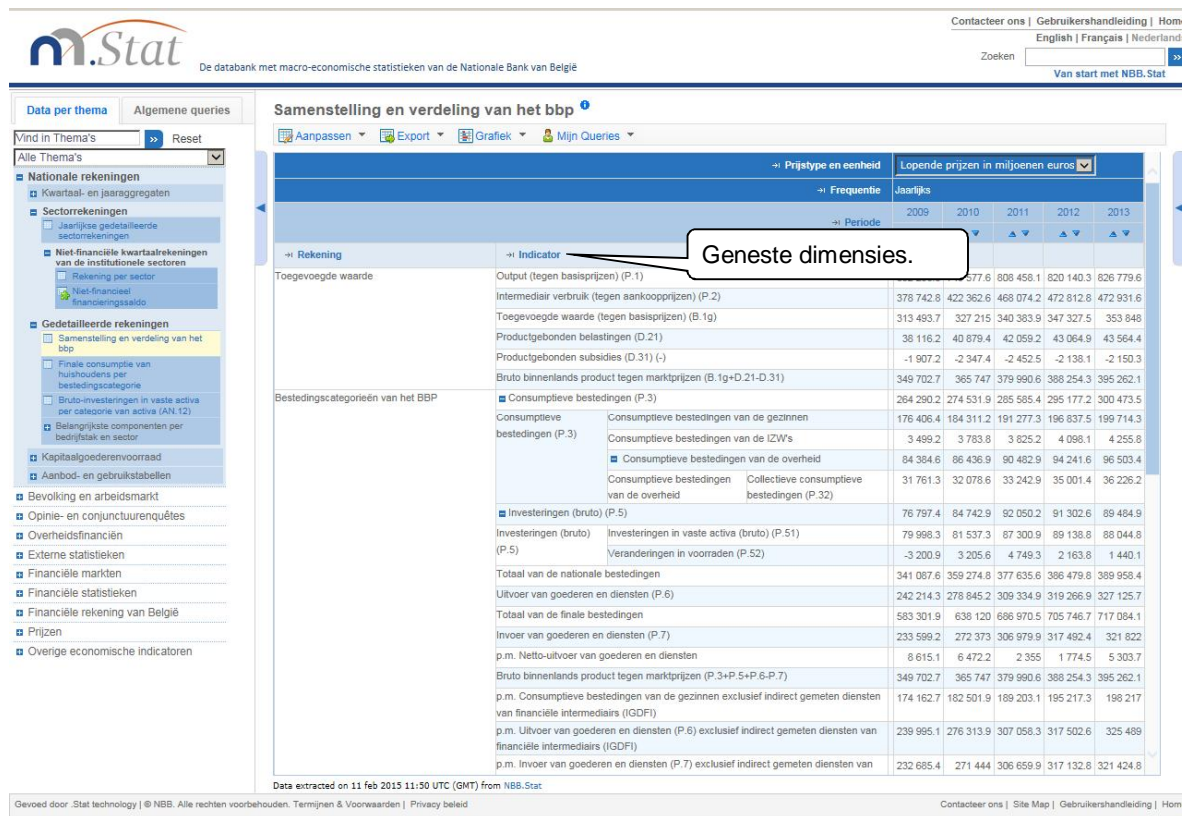 Contacteer ons | Gebruikershandleiding | Home
English | Français | Nederlands
Zoeken
»
Van start met NBB.Stat
.Stat
De databank met macro-economische statistieken van de Nationale Bank van België
Data per thema
Algemene queries
Vind in Thema's
»
Reset
Alle Thema's
Nationale rekeningen
Kwartaal- en jaaraggregaten
Sectorrekeningen
Jaarlijkse gedetailleerde
sectorrekeningen
Niet-financiële kwartaalrekeningen
van de institutionele sectoren
Rekening per sector
Niet-financieel
financieringssaldo
Gedetailleerde rekeningen
Samenstelling en verdeling van het
bbp
Finale consumptie van
huishoudens per
bestedingscategorie
Bruto-investeringen in vaste activa
per categorie van activa (AN.12)
Belangrijkste componenten per
bedrijfstak en sector
Kapitaalgoederenvoorraad
Aanbod- en gebruikstabellen
Bevolking en arbeidsmarkt
Opinie- en conjunctuurenquêtes
Overheidsfinanciën
Externe statistieken
Financiële markten
Financiële statistieken
Financiële rekening van België
Prijzen
Overige economische indicatoren
Samenstelling en verdeling van het bbp
Aanpassen Export Grafiek Mijn Queries
Prijstype en eenheid Lopende prijzen in miljoenen euros
Frequentie Jaarlijks
Periode 2009 2010 2011 2012 2013
Rekening Indicator
Geneste dimensies.
Toegevoegde waarde Output (tegen basisprijzen) (P.1) 577.6 808 458.1 820 140.3 826 779.6
Intermediair verbruik (tegen aankoopprijzen) (P.2) 378 742.8 422 362.6 468 074.2 472 812.8 472 931.6
Toegevoegde waarde (tegen basisprijzen) (B.1g) 313 493.7 327 215 340 383.9 347 327.5 353 848
Productgebonden belastingen (D.21) 38 116.2 40 879.4 42 059.2 43 064.9 43 564.4
Productgebonden subsidies (D.31) (-) -1 907.2 -2 347.4 -2 452.5 -2 138.1 -2 150.3
Bruto binnenlands product tegen marktprijzen (B.1g+D.21-D.31) 349 702.7 365 747 379 990.6 388 254.3 395 262.1
Bestedingscategorieën van het BBP Consumptieve bestedingen (P.3) 264 290.2 274 531.9 285 585.4 295 177.2 300 473.5
Consumptieve bestedingen (P.3) Consumptieve bestedingen van de gezinnen 176 406.4 184 311.2 191 277.3 196 837.5 199 714.3
Consumptieve bestedingen van de IZW's 3 499.2 3 783.8 3 825.2 4 098.1 4 255.8
Consumptieve bestedingen van de overheid 84 384.6 86 436.9 90 482.9 94 241.6 96 503.4
Consumptieve bestedingen van de overheid Collectieve consumptieve bestedingen (P.32) 31 761.3 32 078.6 33 242.9 35 001.4 36 226.2
Investeringen (bruto) (P.5) 76 797.4 84 742.9 92 050.2 91 302.6 89 484.9
Investeringen (bruto) (P.5) Investeringen in vaste activa (bruto) (P.51) 79 998.3 81 537.3 87 300.9 89 138.8 88 044.8
Veranderingen in voorraden (P.52) -3 200.9 3 205.6 4 749.3 2 163.8 1 440.1
Totaal van de nationale bestedingen 341 087.6 359 274.8 377 635.6 386 479.8 389 958.4
Uitvoer van goederen en diensten (P.6) 242 214.3 278 845.2 309 334.9 319 266.9 327 125.7
Totaal van de finale bestedingen 583 301.9 638 120 686 970.5 705 746.7 717 084.1
Invoer van goederen en diensten (P.7) 233 599.2 272 373 306 979.9 317 492.4 321 822
p.m. Netto-uitvoer van goederen en diensten 8 615.1 6 472.2 2 355 1 774.5 5 303.7
Bruto binnenlands product tegen marktprijzen (P.3+P.5+P.6-P.7) 349 702.7 365 747 379 990.6 388 254.3 395 262.1
p.m. Consumptieve bestedingen van de gezinnen exclusief indirect gemeten diensten van financiële intermediairs (IGDFI) 174 162.7 182 501.9 189 203.1 195 217.3 198 217
p.m. Uitvoer van goederen en diensten (P.6) exclusief indirect gemeten diensten van financiële intermediairs (IGDFI) 239 995.1 276 313.9 307 058.3 317 502.6 325 489
p.m. Invoer van goederen en diensten (P.7) exclusief indirect gemeten diensten van 232 685.4 271 444 306 659.9 317 132.8 321 424.8
Data extracted on 11 feb 2015 11:50 UTC (GMT) from NBB.Stat
Gevoed door .Stat technology | © NBB. Alle rechten voorbehouden. Termijnen & Voorwaarden | Privacy beleid
Contacteer ons | Site Map | Gebruikershandleiding | Hom